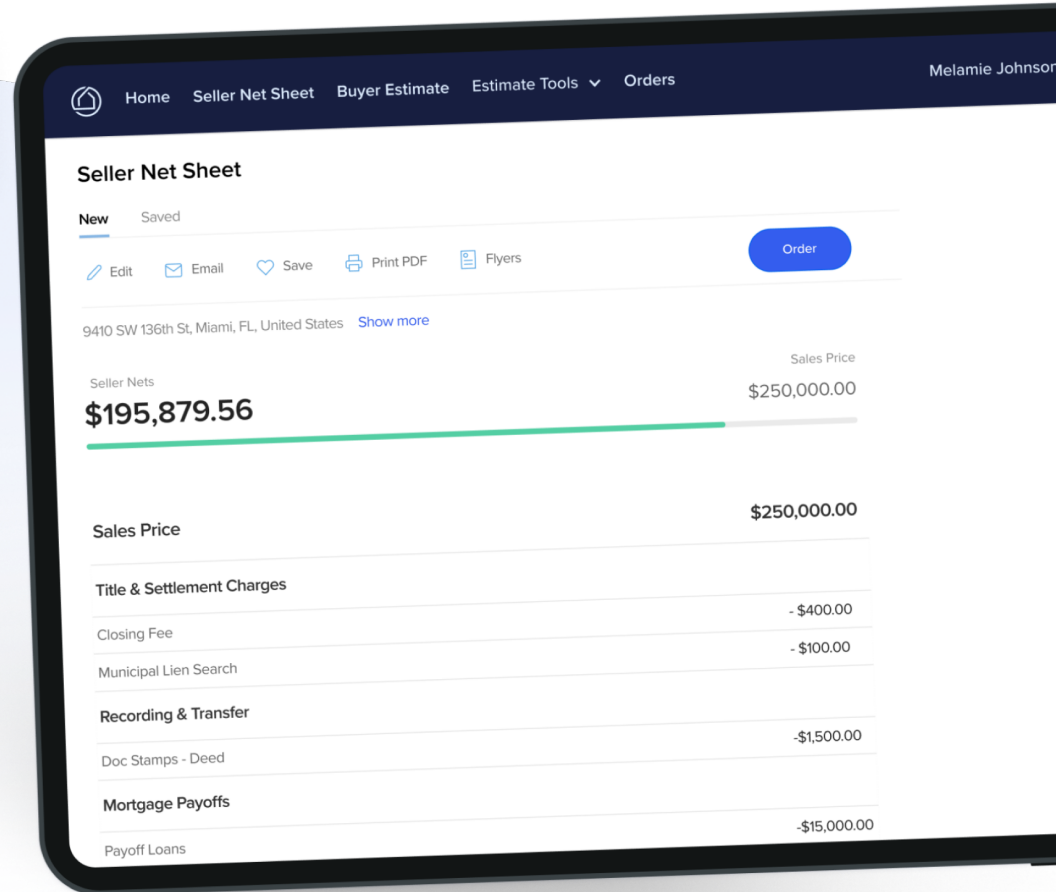 Home Seller Net Sheet Buyer Estimate Estimate Tools Orders Melamie Johnson
Seller Net Sheet
New Saved
Edit Email Save Print PDF Flyers Order
9410 SW 136th St, Miami, FL, United States Show more
Seller Nets Sales Price
$195,879.56 $250,000.00
Sales Price $250,000.00
Title & Settlement Charges
Closing Fee - $400.00
Municipal Lien Search - $100.00
Recording & Transfer
Doc Stamps - Deed -$1,500.00
Mortgage Payoffs
Payoff Loans -$15,000.00